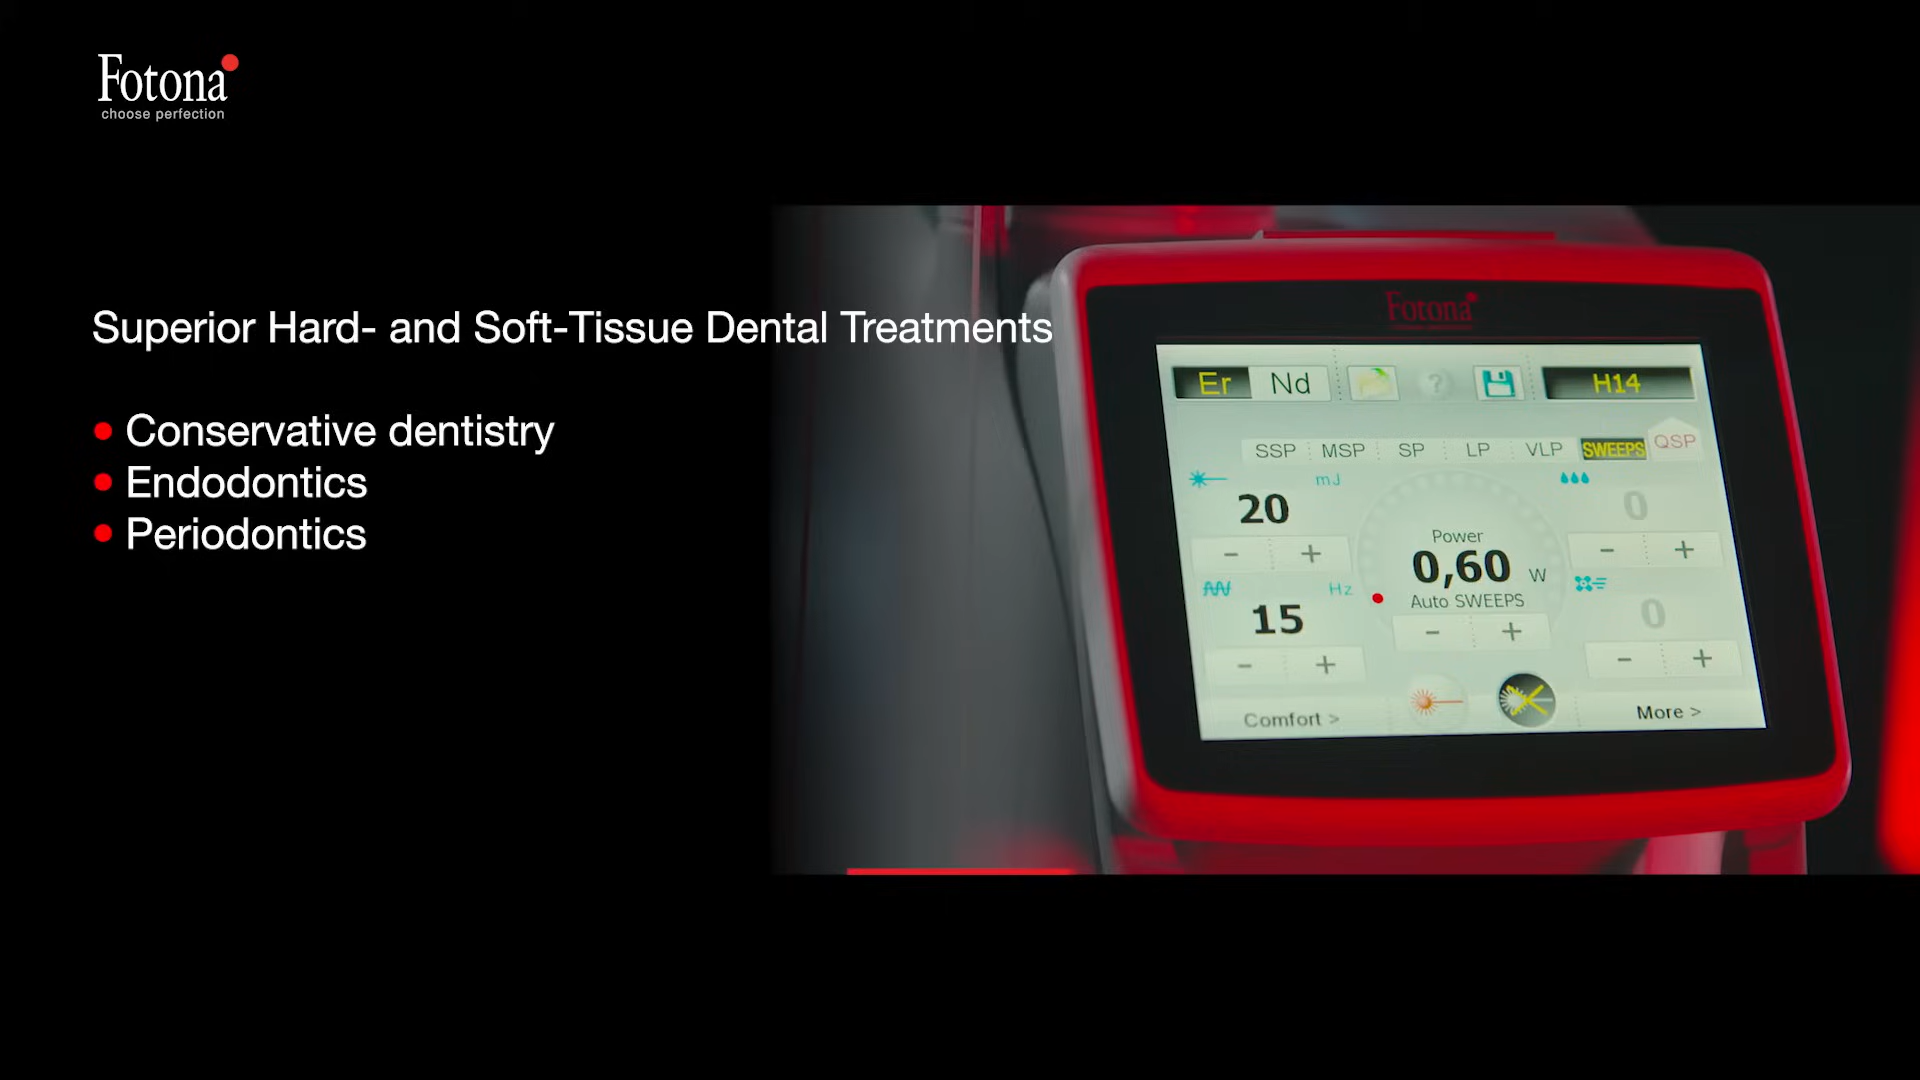 Fotona
choose perfection
Superior Hard- and Soft-Tissue Dental Treatments
Conservative dentistry
Endodontics
Periodontics
Fotona
Er Nd ? H14
SSP MSP SP LP VLP SWEEPS QSP
mJ
20 0
- + - +
Power
0,60 W
Auto SWEEPS
- +
Hz
15 0
- + - +
Comfort > More >